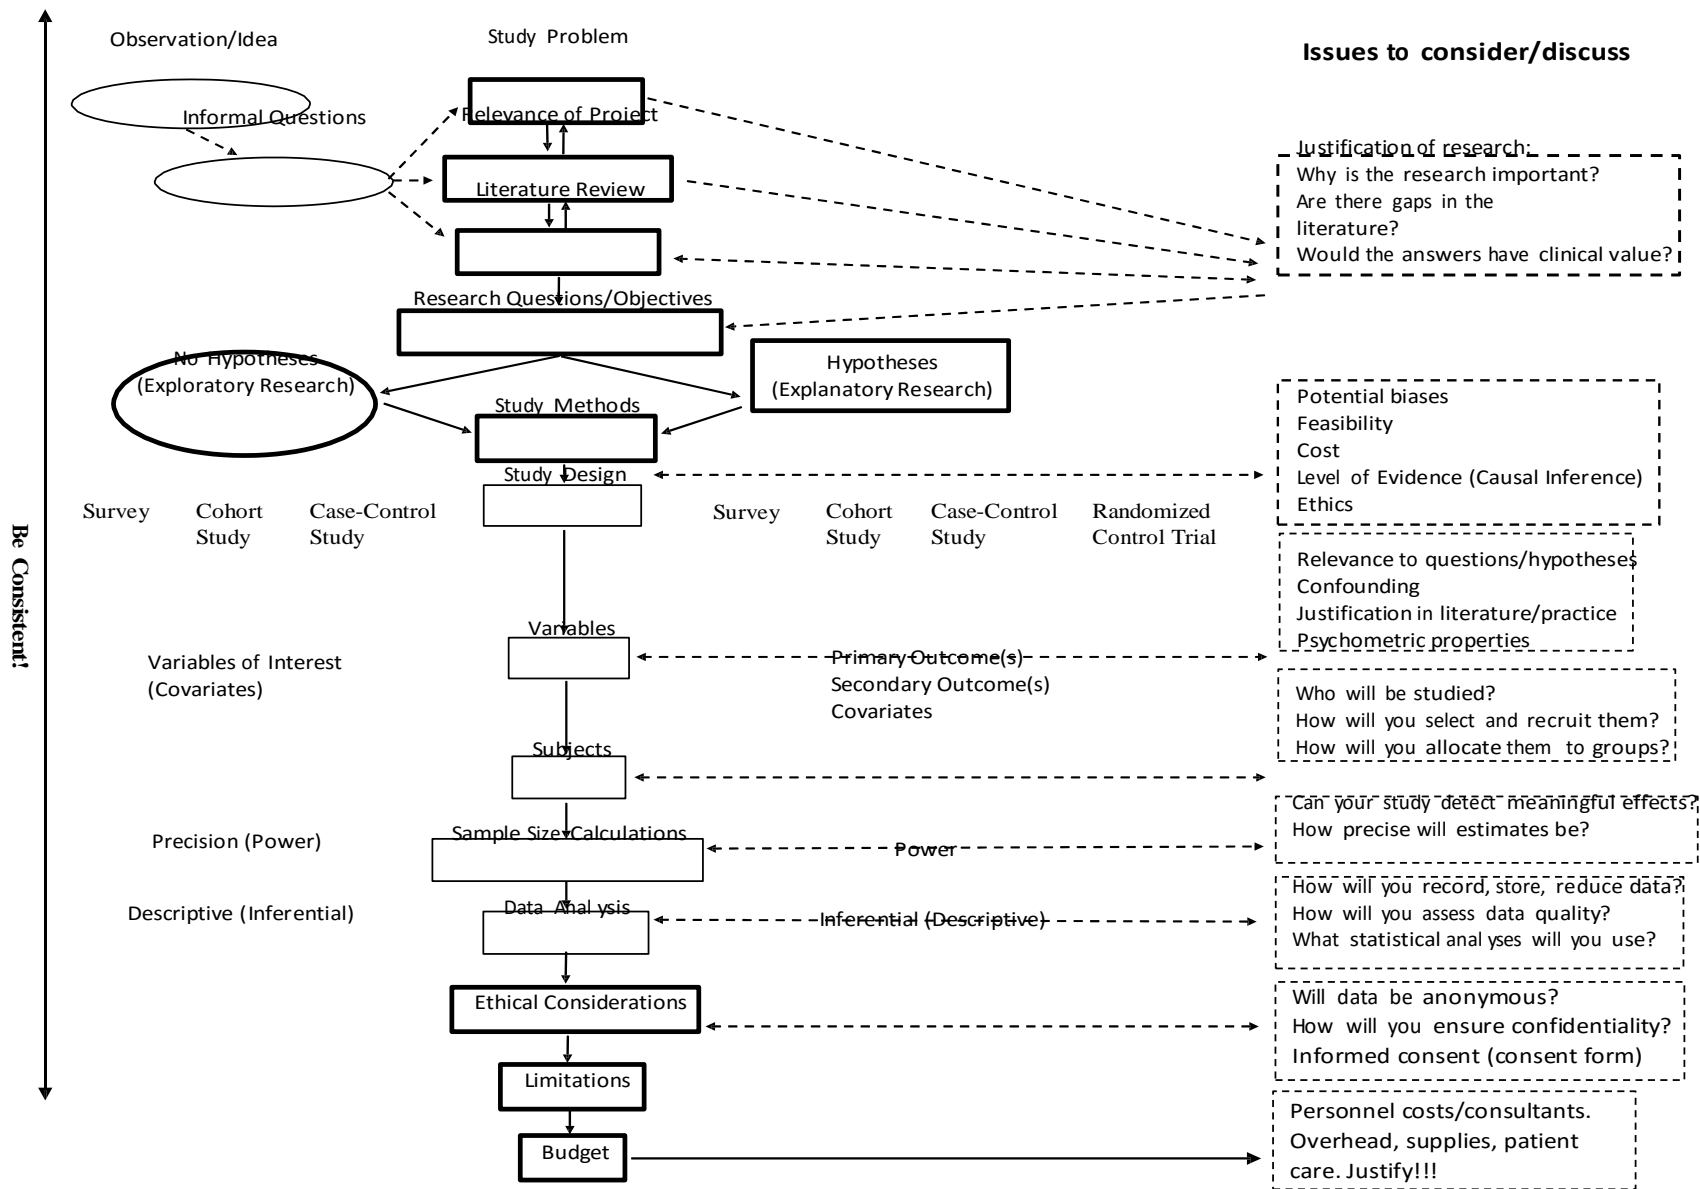 Observation/Idea
Study Problem
Issues to consider/discuss
Informal Questions
Relevance of Project
Justification of research:
Why is the research important?
Are there gaps in the
literature?
Would the answers have clinical value?
Literature Review
Research Questions/Objectives
No Hypotheses
(Exploratory Research)
Hypotheses
(Explanatory Research)
Study Methods
Potential biases
Feasibility
Cost
Level of Evidence (Causal Inference)
Ethics
Study Design
Survey
Cohort
Study
Case-Control
Study
Survey
Cohort
Study
Case-Control
Study
Randomized
Control Trial
Be Consistent!
Relevance to questions/hypotheses
Confounding
Justification in literature/practice
Psychometric properties
Variables
Variables of Interest
(Covariates)
Primary Outcome(s)
Secondary Outcome(s)
Covariates
Who will be studied?
How will you select and recruit them?
How will you allocate them to groups?
Subjects
Can your study detect meaningful effects?
How precise will estimates be?
Precision (Power)
Sample Size Calculations
Power
How will you record, store, reduce data?
How will you assess data quality?
What statistical analyses will you use?
Descriptive (Inferential)
Data Analysis
Inferential (Descriptive)
Ethical Considerations
Will data be anonymous?
How will you ensure confidentiality?
Informed consent (consent form)
Limitations
Budget
Personnel costs/consultants.
Overhead, supplies, patient
care. Justify!!!